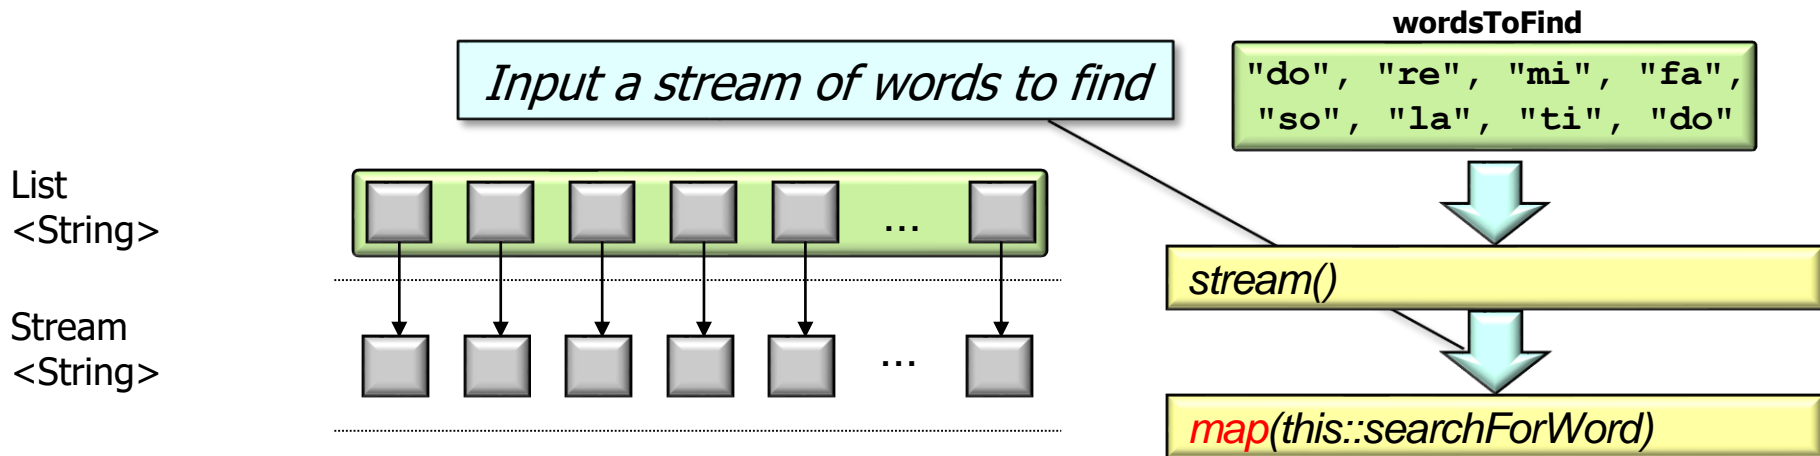 wordsToFind
Input a stream of words to find
"do", "re", "mi", "fa",
"so", "la", "ti", "do"
List
<String>
...
stream()
Stream
<String>
...
map(this::searchForWord)